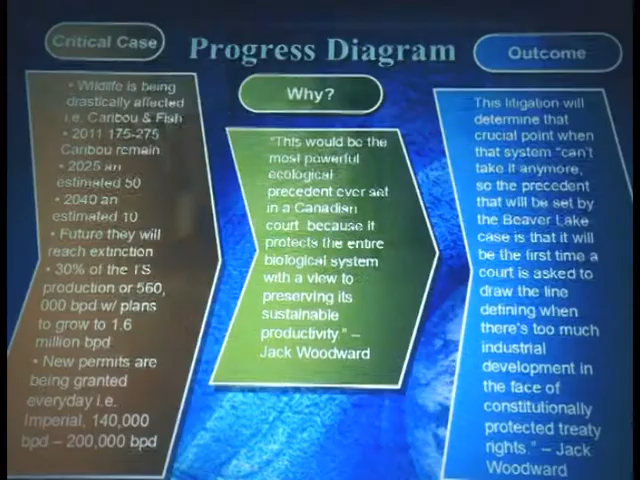 Progress Diagram
Critical Case
• Wildlife is being
drastically affected
i.e. Caribou & Fish
• 2011 175-275
Caribou remain
• 2025 an
estimated 50
• 2040 an
estimated 10
• Future they will
reach extinction
• 30% of the TS
production or 560,
000 bpd w/ plans
to grow to 1.6
million bpd
• New permits are
being granted
everyday i.e.
Imperial, 140,000
bpd – 200,000 bpd
Why?
"This would be the
most powerful
ecological
precedent ever set
in a Canadian
court, because it
protects the entire
biological system
with a view to
preserving its
sustainable
productivity." –
Jack Woodward
Outcome
This litigation will
determine that
crucial point when
that system "can't
take it anymore,
so the precedent
that will be set by
the Beaver Lake
case is that it will
be the first time a
court is asked to
draw the line
defining when
there's too much
industrial
development in
the face of
constitutionally
protected treaty
rights." – Jack
Woodward